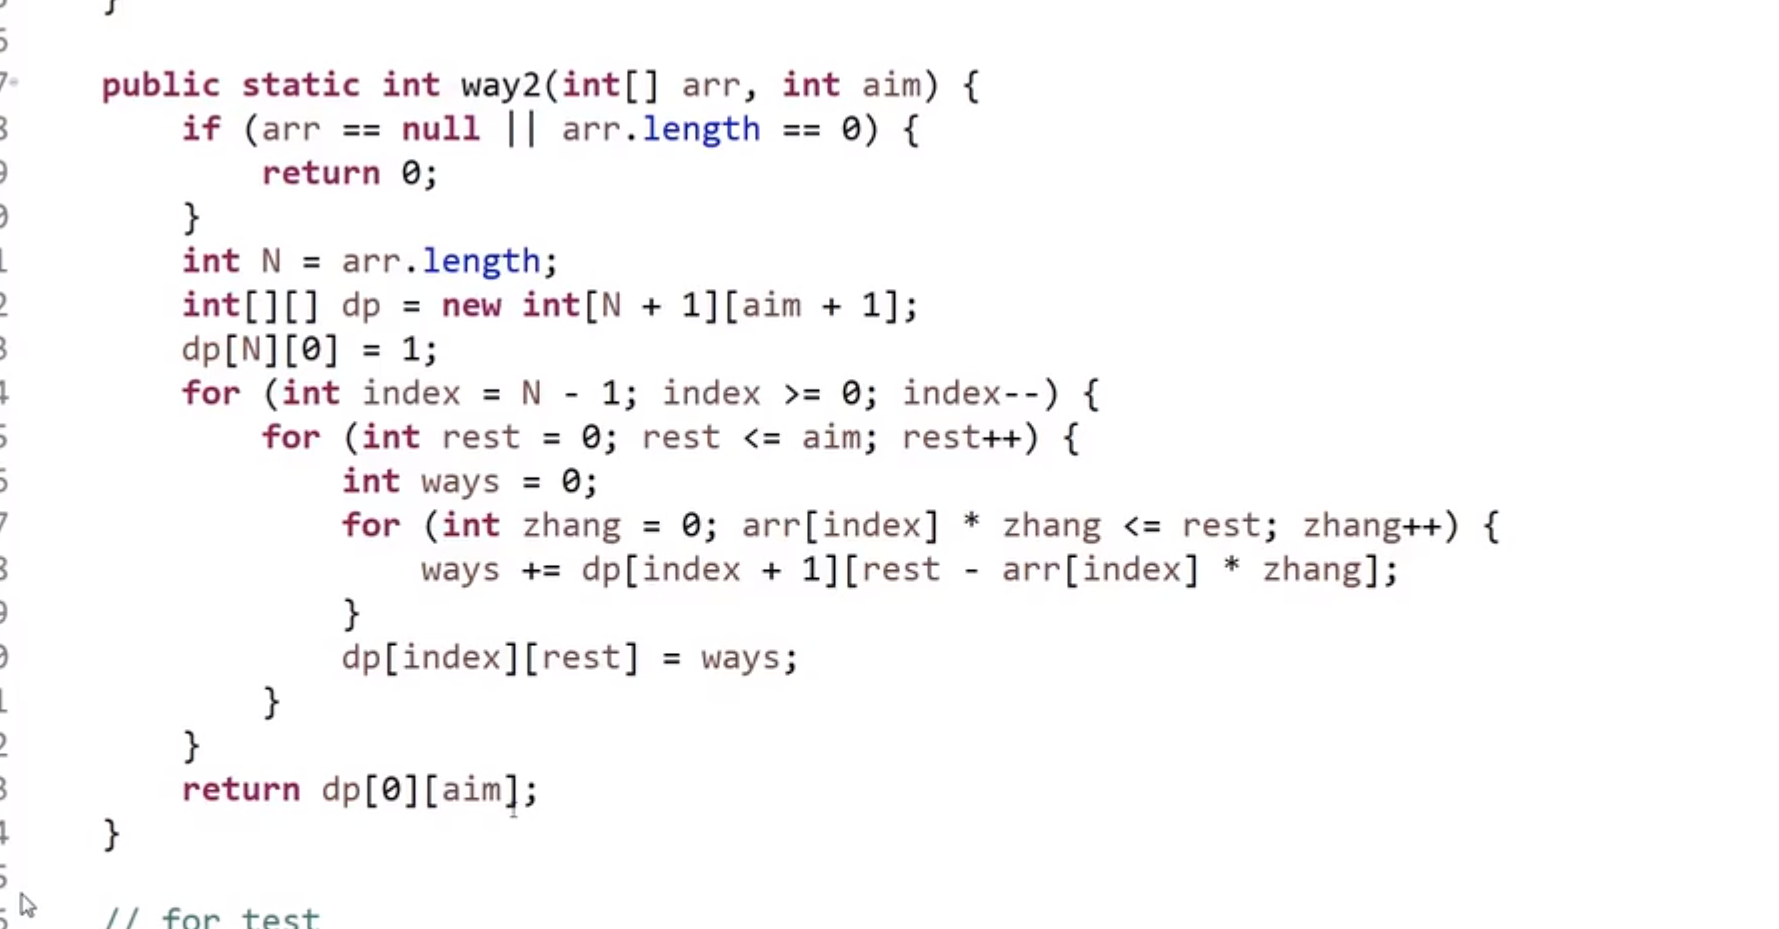 }
public static int way2(int[] arr, int aim) {
if (arr == null || arr.length == 0) {
return 0;
}
int N = arr.length;
int[][] dp = new int[N + 1][aim + 1];
dp[N][0] = 1;
for (int index = N - 1; index >= 0; index--) {
for (int rest = 0; rest <= aim; rest++) {
int ways = 0;
for (int zhang = 0; arr[index] * zhang <= rest; zhang++) {
ways += dp[index + 1][rest - arr[index] * zhang];
}
dp[index][rest] = ways;
}
}
return dp[0][aim];
}
// for test